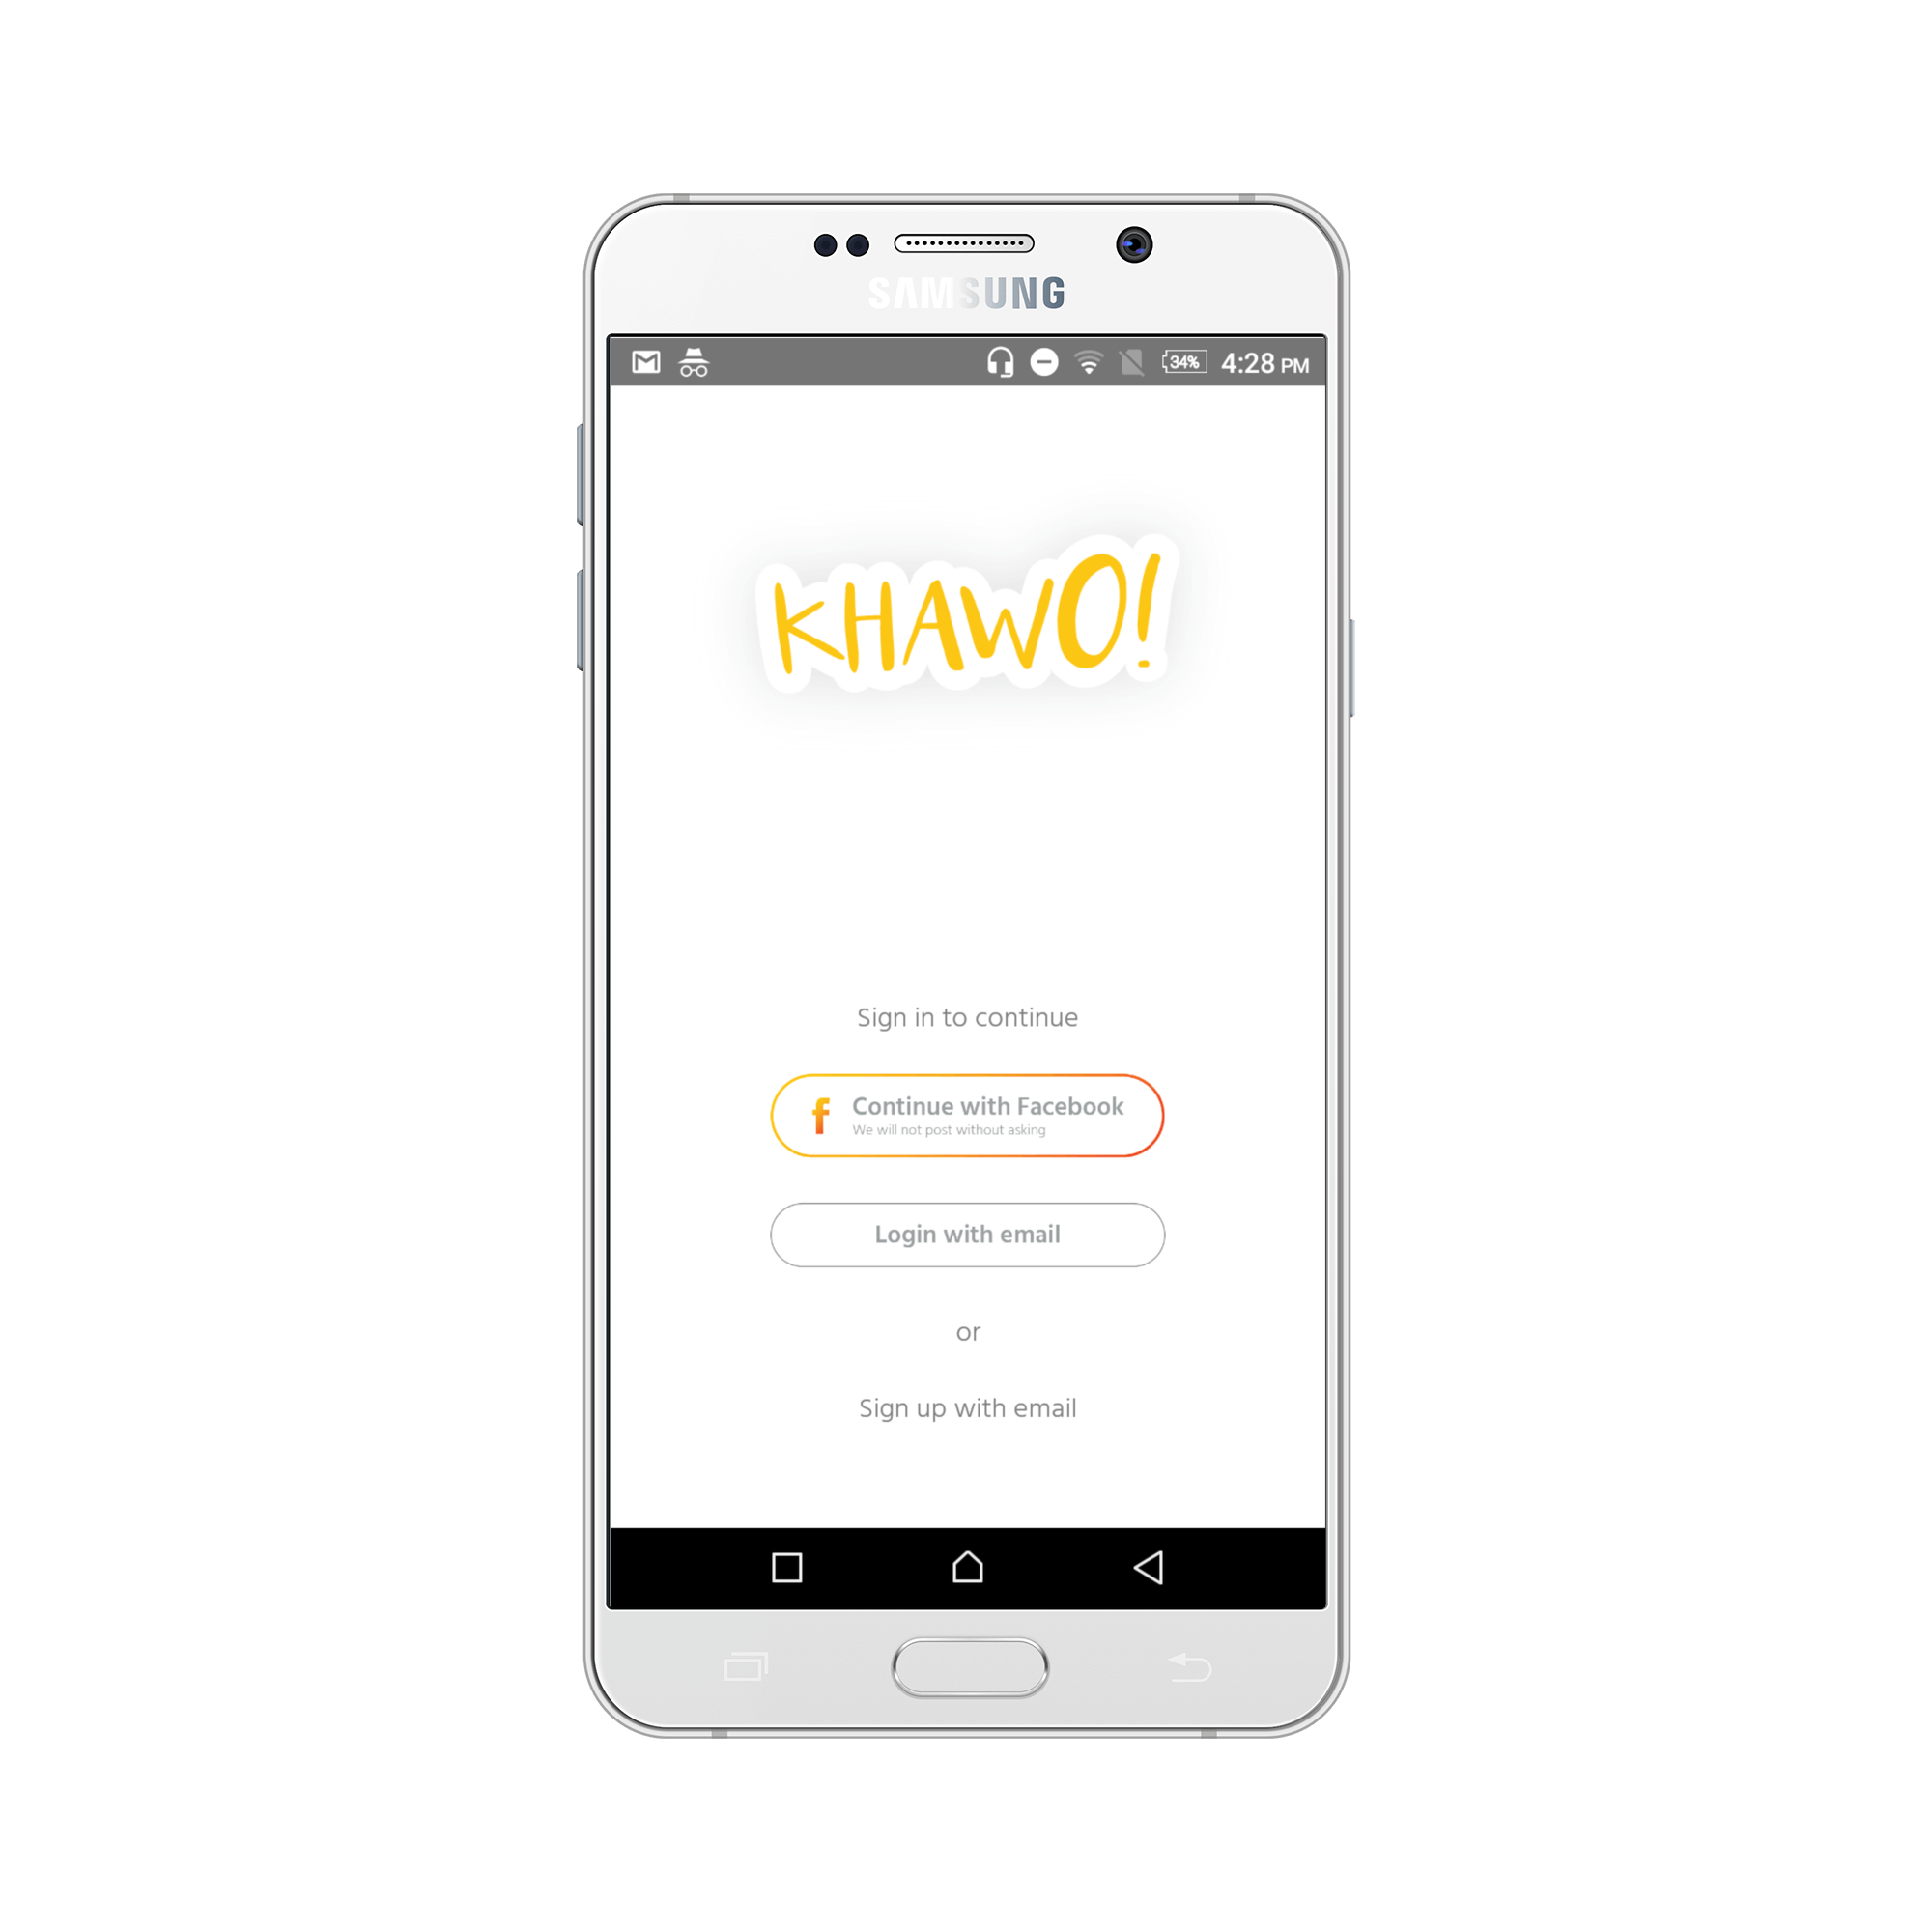 SAMSUNG
34% 4:28 PM
KHAWO!
Sign in to continue
Continue with Facebook
We will not post without asking
Login with email
or
Sign up with email